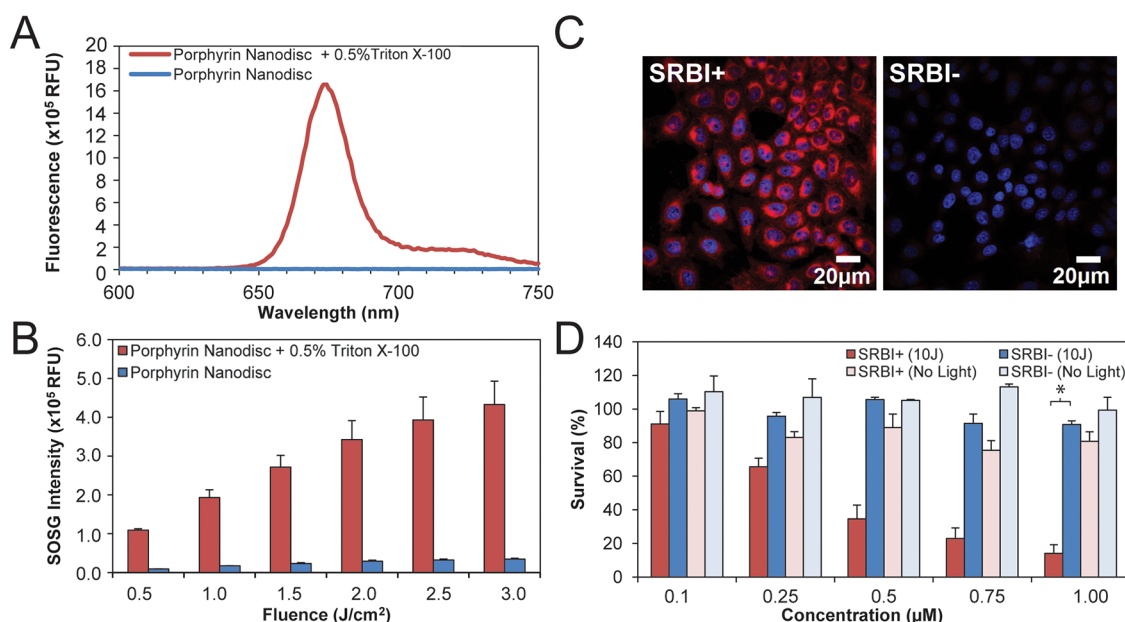 A
20
18
16
14
12
10
8
6
4
2
0
Fluorescence (x10⁵ RFU)
Porphyrin Nanodisc + 0.5%Triton X-100
Porphyrin Nanodisc
600
650
700
750
Wavelength (nm)
B
6.0
5.0
4.0
3.0
2.0
1.0
0.0
SOSG Intensity (x10⁵ RFU)
Porphyrin Nanodisc + 0.5% Triton X-100
Porphyrin Nanodisc
0.5
1.0
1.5
2.0
2.5
3.0
Fluence (J/cm²)
C
SRBI+
20µm
SRBI-
20µm
D
140
120
100
80
60
40
20
0
Survival (%)
SRBI+ (10J)
SRBI- (10J)
SRBI+ (No Light)
SRBI- (No Light)
*
0.1
0.25
0.5
0.75
1.00
Concentration (µM)